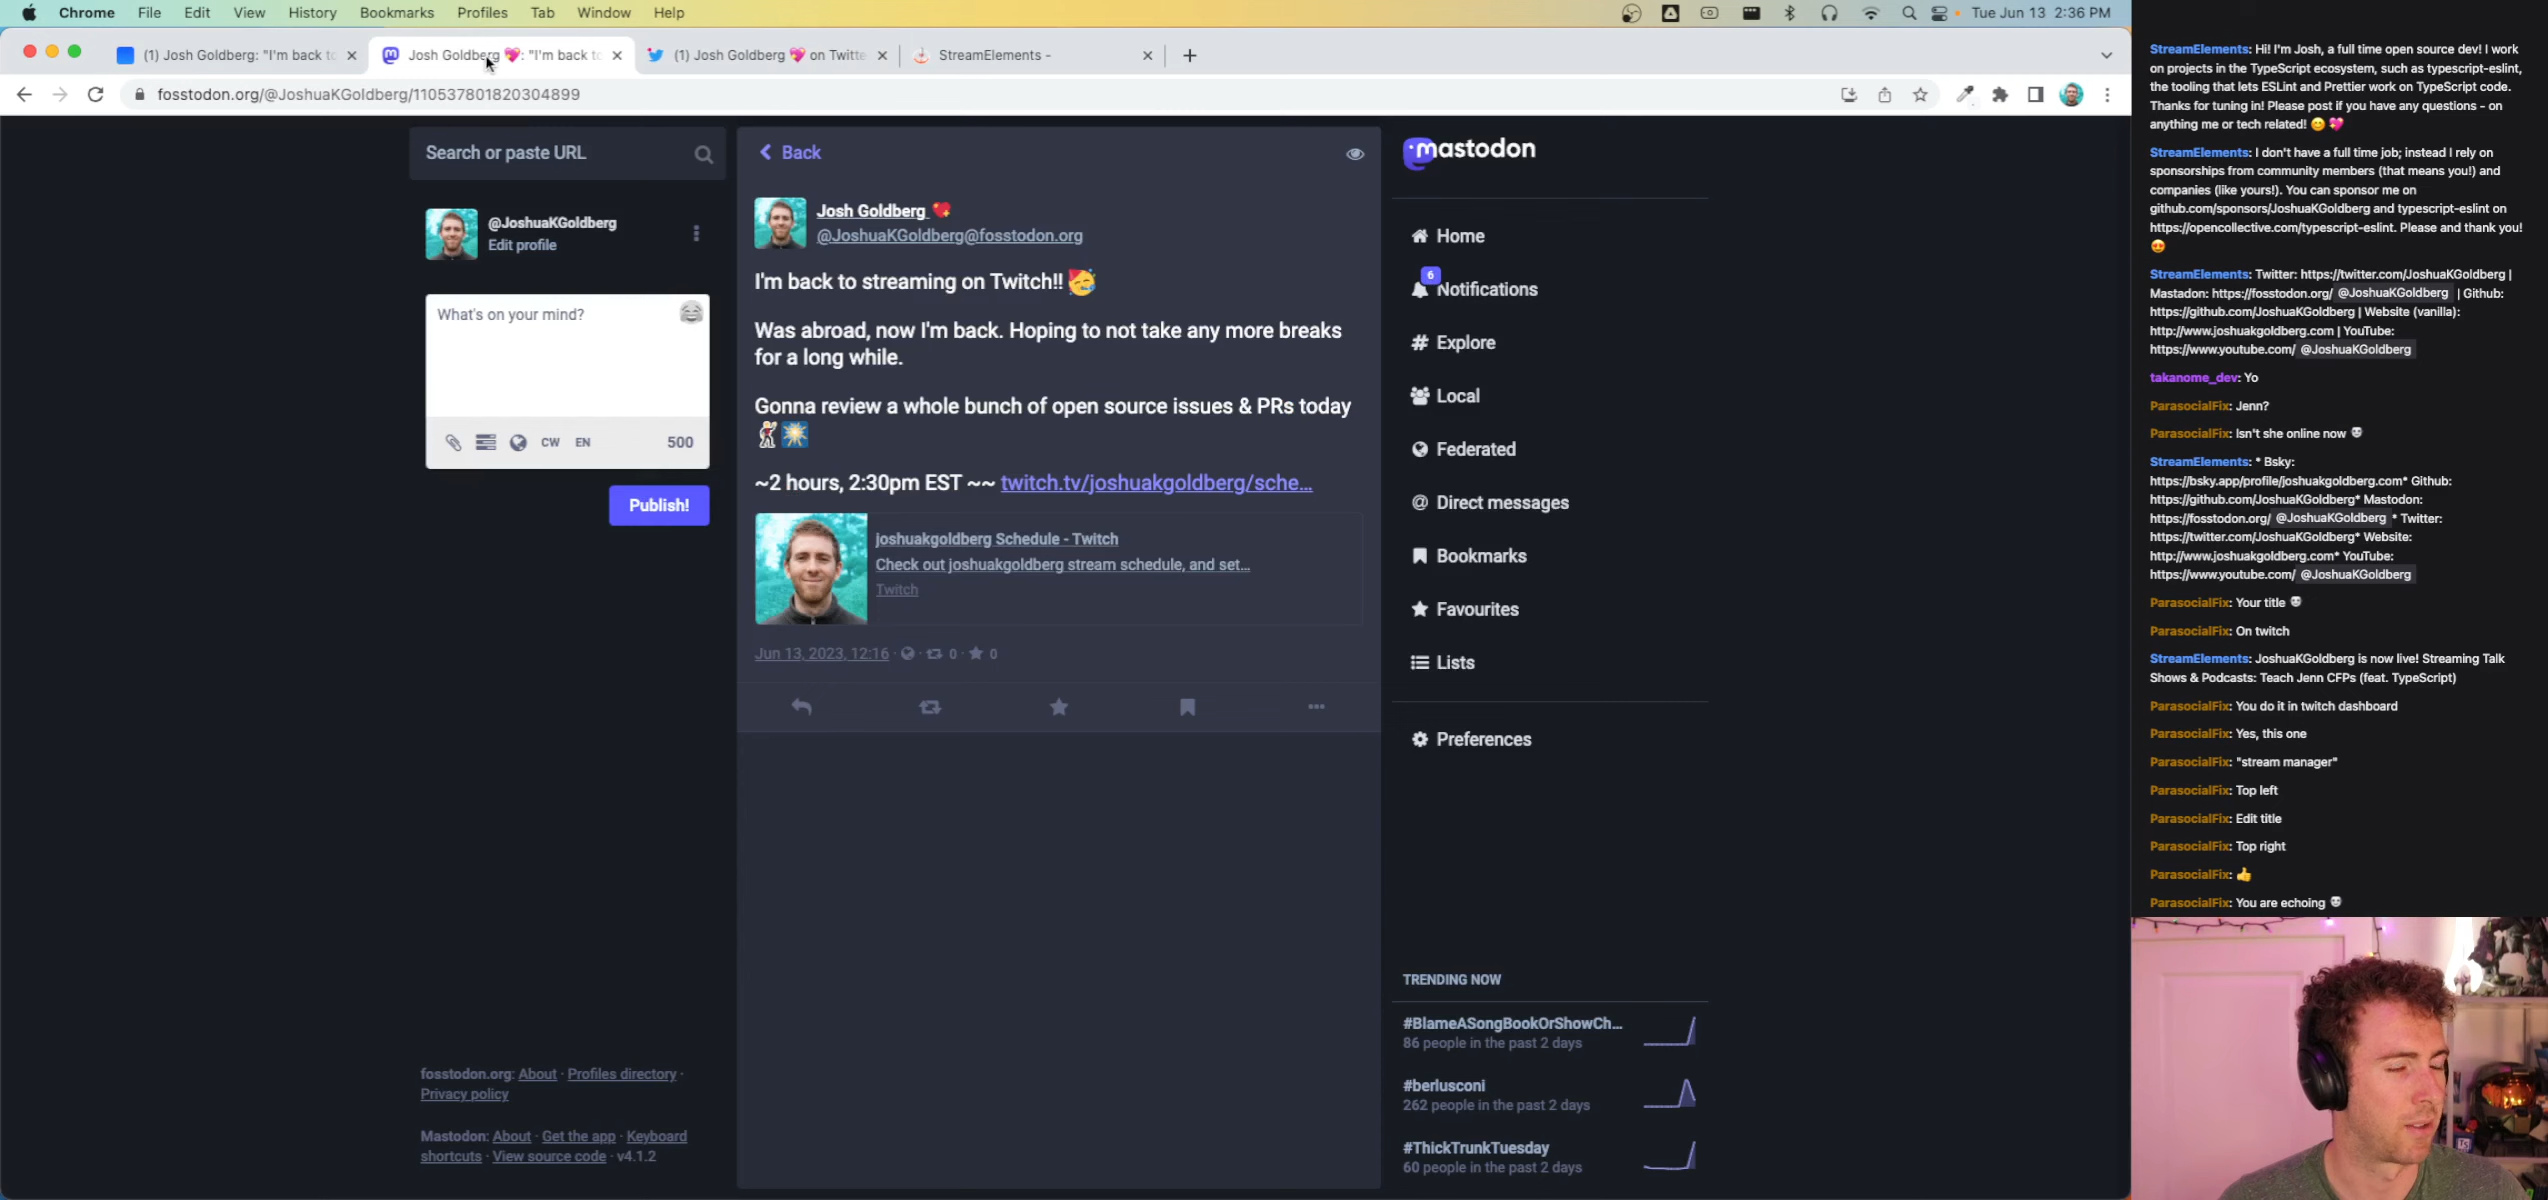 Chrome File Edit View History Bookmarks Profiles Tab Window Help Tue Jun 13 2:36 PM
(1) Josh Goldberg: "I'm back to Josh Goldberg 💖: "I'm back to (1) Josh Goldberg 💖 on Twitte StreamElements -
fosstodon.org/@JoshuaKGoldberg/110537801820304899
Search or paste URL
@JoshuaKGoldberg
Edit profile
What's on your mind?
CW EN 500
Publish!
Back
Josh Goldberg 💖
@JoshuaKGoldberg@fosstodon.org
I'm back to streaming on Twitch!! 🥳
Was abroad, now I'm back. Hoping to not take any more breaks
for a long while.
Gonna review a whole bunch of open source issues & PRs today
~2 hours, 2:30pm EST ~~ twitch.tv/joshuakgoldberg/sche…
joshuakgoldberg Schedule - Twitch
Check out joshuakgoldberg stream schedule, and set…
Twitch
Jun 13, 2023, 12:16 · 0 · 0
mastodon
Home
6
Notifications
Explore
Local
Federated
Direct messages
Bookmarks
Favourites
Lists
Preferences
TRENDING NOW
#BlameASongBookOrShowCh…
86 people in the past 2 days
#berlusconi
262 people in the past 2 days
#ThickTrunkTuesday
60 people in the past 2 days
fosstodon.org: About · Profiles directory ·
Privacy policy
Mastodon: About · Get the app · Keyboard
shortcuts · View source code · v4.1.2
StreamElements: Hi! I'm Josh, a full time open source dev! I work
on projects in the TypeScript ecosystem, such as typescript-eslint,
the tooling that lets ESLint and Prettier work on TypeScript code.
Thanks for tuning in! Please post if you have any questions - on
anything me or tech related! 😊 💖
StreamElements: I don't have a full time job; instead I rely on
sponsorships from community members (that means you!) and
companies (like yours!). You can sponsor me on
github.com/sponsors/JoshuaKGoldberg and typescript-eslint on
https://opencollective.com/typescript-eslint. Please and thank you!
😍
StreamElements: Twitter: https://twitter.com/JoshuaKGoldberg |
Mastadon: https://fosstodon.org/ @JoshuaKGoldberg | Github:
https://github.com/JoshuaKGoldberg | Website (vanilla):
http://www.joshuakgoldberg.com | YouTube:
https://www.youtube.com/ @JoshuaKGoldberg
takanome_dev: Yo
ParasocialFix: Jenn?
ParasocialFix: Isn't she online now
StreamElements: * Bsky:
https://bsky.app/profile/joshuakgoldberg.com* Github:
https://github.com/JoshuaKGoldberg* Mastodon:
https://fosstodon.org/ @JoshuaKGoldberg * Twitter:
https://twitter.com/JoshuaKGoldberg* Website:
http://www.joshuakgoldberg.com* YouTube:
https://www.youtube.com/ @JoshuaKGoldberg
ParasocialFix: Your title
ParasocialFix: On twitch
StreamElements: JoshuaKGoldberg is now live! Streaming Talk
Shows & Podcasts: Teach Jenn CFPs (feat. TypeScript)
ParasocialFix: You do it in twitch dashboard
ParasocialFix: Yes, this one
ParasocialFix: "stream manager"
ParasocialFix: Top left
ParasocialFix: Edit title
ParasocialFix: Top right
ParasocialFix: 👍
ParasocialFix: You are echoing